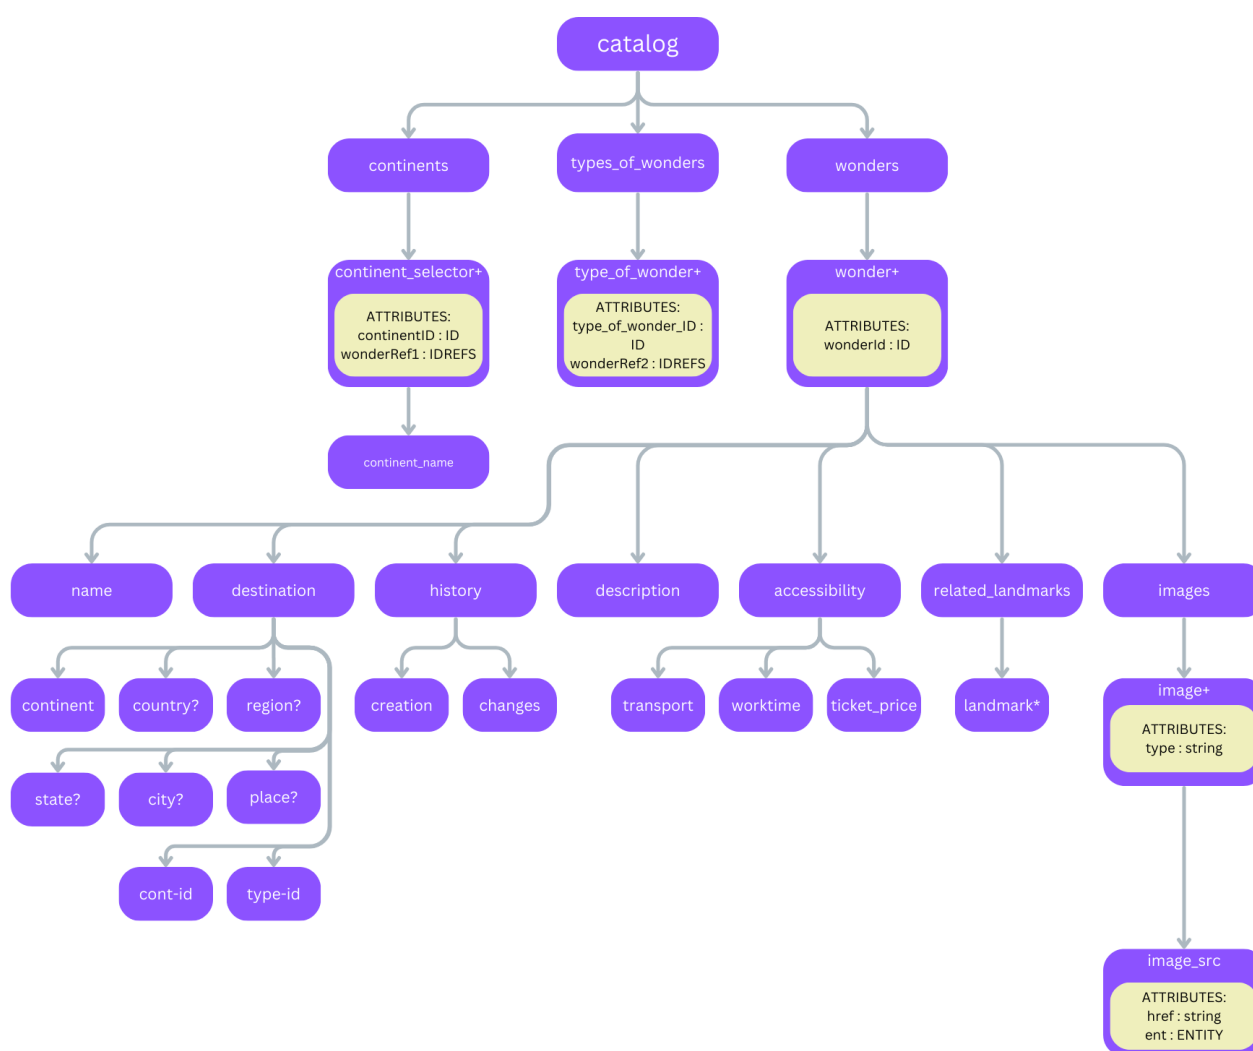 catalog
continents
types_of_wonders
wonders
continent_selector+
ATTRIBUTES:
continentID : ID
wonderRef1 : IDREFS
type_of_wonder+
ATTRIBUTES:
type_of_wonder_ID :
ID
wonderRef2 : IDREFS
wonder+
ATTRIBUTES:
wonderId : ID
continent_name
name
destination
history
description
accessibility
related_landmarks
images
continent
country?
region?
creation
changes
transport
worktime
ticket_price
landmark*
image+
ATTRIBUTES:
type : string
state?
city?
place?
cont-id
type-id
image_src
ATTRIBUTES:
href : string
ent : ENTITY